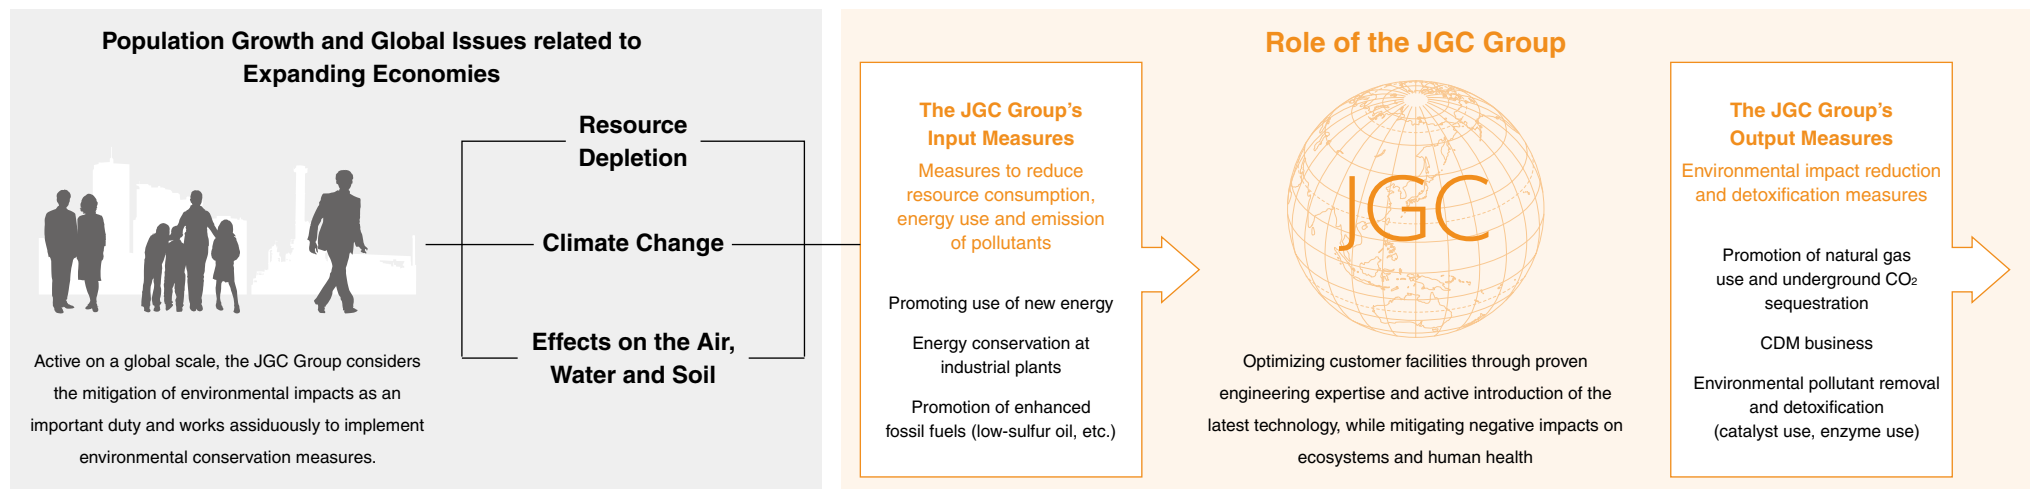 Population Growth and Global Issues related to
Expanding Economies
Resource
Depletion
Climate Change
Effects on the Air,
Water and Soil
Active on a global scale, the JGC Group considers
the mitigation of environmental impacts as an
important duty and works assiduously to implement
environmental conservation measures.
Role of the JGC Group
The JGC Group’s
Input Measures
Measures to reduce
resource consumption,
energy use and emission
of pollutants
Promoting use of new energy
Energy conservation at
industrial plants
Promotion of enhanced
fossil fuels (low-sulfur oil, etc.)
JGC
Optimizing customer facilities through proven
engineering expertise and active introduction of the
latest technology, while mitigating negative impacts on
ecosystems and human health
The JGC Group’s
Output Measures
Environmental impact reduction
and detoxification measures
Promotion of natural gas
use and underground CO₂
sequestration
CDM business
Environmental pollutant removal
and detoxification
(catalyst use, enzyme use)